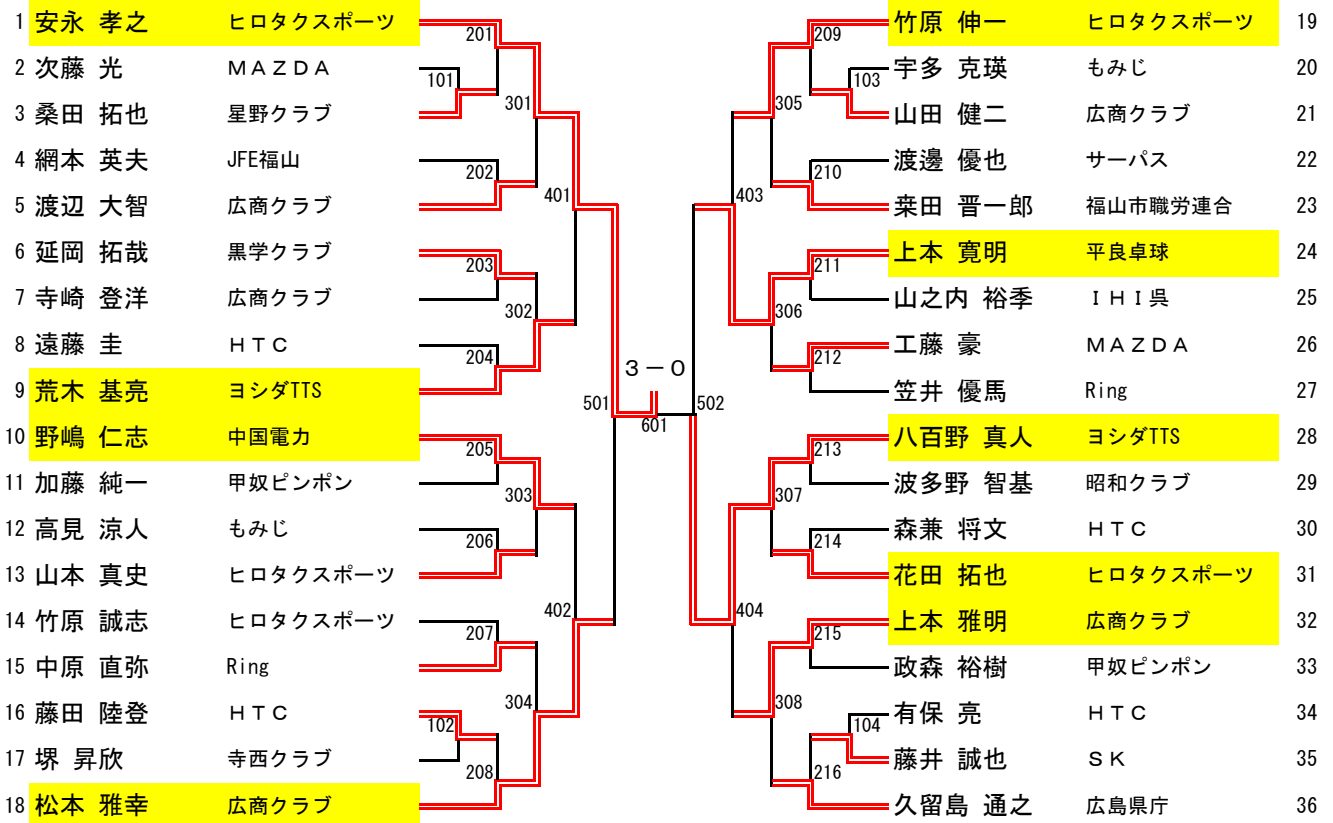 1 安永 孝之 ヒロタクスポーツ
2 次藤 光 ＭＡＺＤＡ
3 桑田 拓也 星野クラブ
4 網本 英夫 JFE福山
5 渡辺 大智 広商クラブ
6 延岡 拓哉 黒学クラブ
7 寺崎 登洋 広商クラブ
8 遠藤 圭 ＨＴＣ
9 荒木 基亮 ヨシダTTS
10 野嶋 仁志 中国電力
11 加藤 純一 甲奴ピンポン
12 高見 涼人 もみじ
13 山本 真史 ヒロタクスポーツ
14 竹原 誠志 ヒロタクスポーツ
15 中原 直弥 Ring
16 藤田 陸登 ＨＴＣ
17 堺 昇欣 寺西クラブ
18 松本 雅幸 広商クラブ
101
102
201
202
203
204
205
206
207
208
301
302
303
304
401
402
501
３－０
601
502
403
404
305
306
307
308
209
210
211
212
213
214
215
216
103
104
竹原 伸一 ヒロタクスポーツ 19
宇多 克瑛 もみじ 20
山田 健二 広商クラブ 21
渡邊 優也 サーパス 22
桒田 晋一郎 福山市職労連合 23
上本 寛明 平良卓球 24
山之内 裕季 ＩＨＩ呉 25
工藤 豪 ＭＡＺＤＡ 26
笠井 優馬 Ring 27
八百野 真人 ヨシダTTS 28
波多野 智基 昭和クラブ 29
森兼 将文 ＨＴＣ 30
花田 拓也 ヒロタクスポーツ 31
上本 雅明 広商クラブ 32
政森 裕樹 甲奴ピンポン 33
有保 亮 ＨＴＣ 34
藤井 誠也 ＳＫ 35
久留島 通之 広島県庁 36